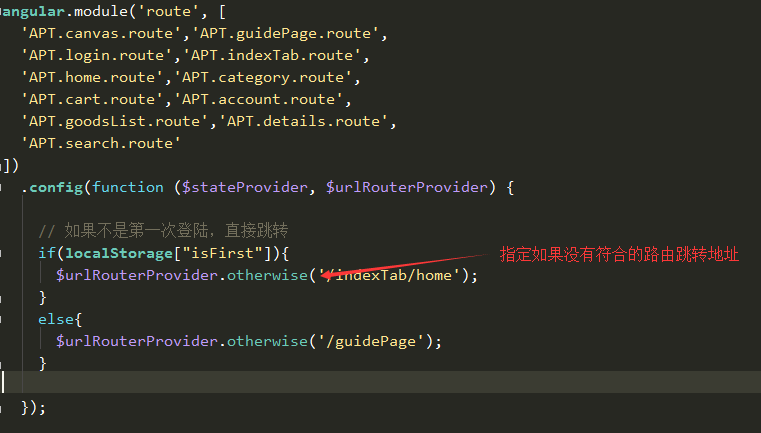 angular.module('route', [
'APT.canvas.route','APT.guidePage.route',
'APT.login.route','APT.indexTab.route',
'APT.home.route','APT.category.route',
'APT.cart.route','APT.account.route',
'APT.goodsList.route','APT.details.route',
'APT.search.route'
])
.config(function ($stateProvider, $urlRouterProvider) {
// 如果不是第一次登陆，直接跳转
if(localStorage["isFirst"]){
指定如果没有符合的路由跳转地址
$urlRouterProvider.otherwise('/indexTab/home');
}
else{
$urlRouterProvider.otherwise('/guidePage');
}
});